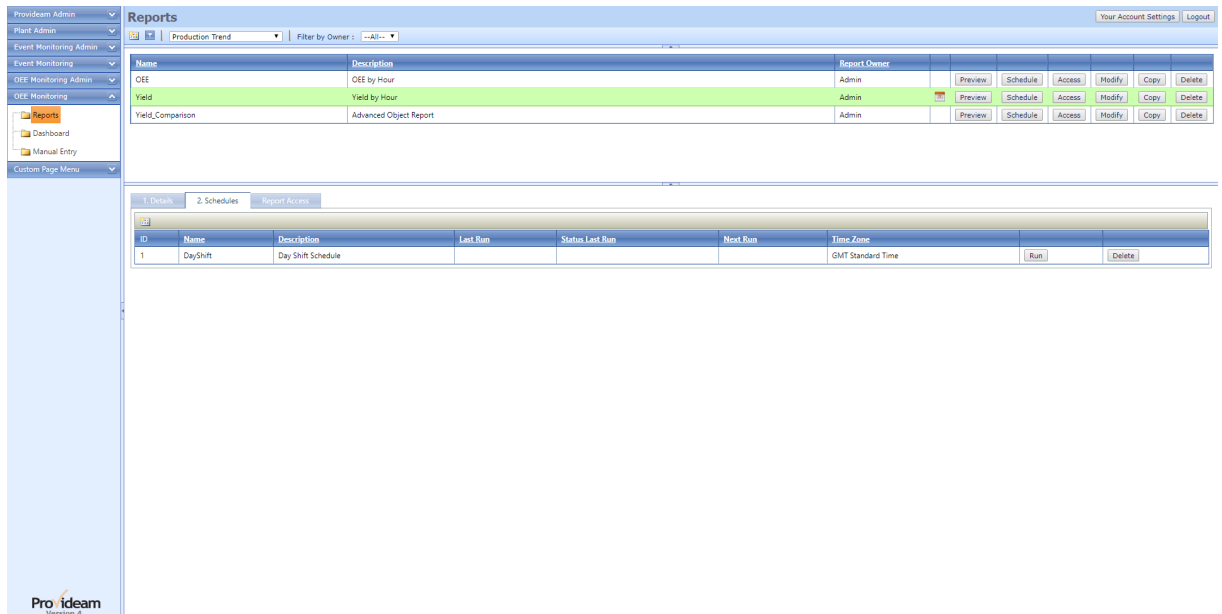 Provideam Admin
Plant Admin
Event Monitoring Admin
Event Monitoring
OEE Monitoring Admin
OEE Monitoring
Reports
Dashboard
Manual Entry
Custom Page Menu
Reports
Your Account Settings Logout
Production Trend Filter by Owner : --All--
Name Description Report Owner
OEE OEE by Hour Admin Preview Schedule Access Modify Copy Delete
Yield Yield by Hour Admin Preview Schedule Access Modify Copy Delete
Yield_Comparison Advanced Object Report Admin Preview Schedule Access Modify Copy Delete
1. Details 2. Schedules Report Access
ID Name Description Last Run Status Last Run Next Run Time Zone
1 DayShift Day Shift Schedule GMT Standard Time Run Delete
Provideam
Version 4